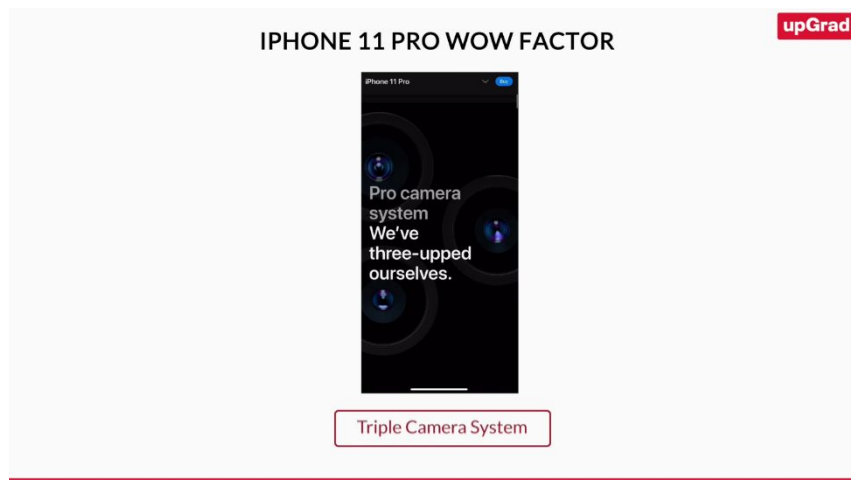 upGrad
IPHONE 11 PRO WOW FACTOR
iPhone 11 Pro
Buy
Pro camera
system
We've
three-upped
ourselves.
Triple Camera System